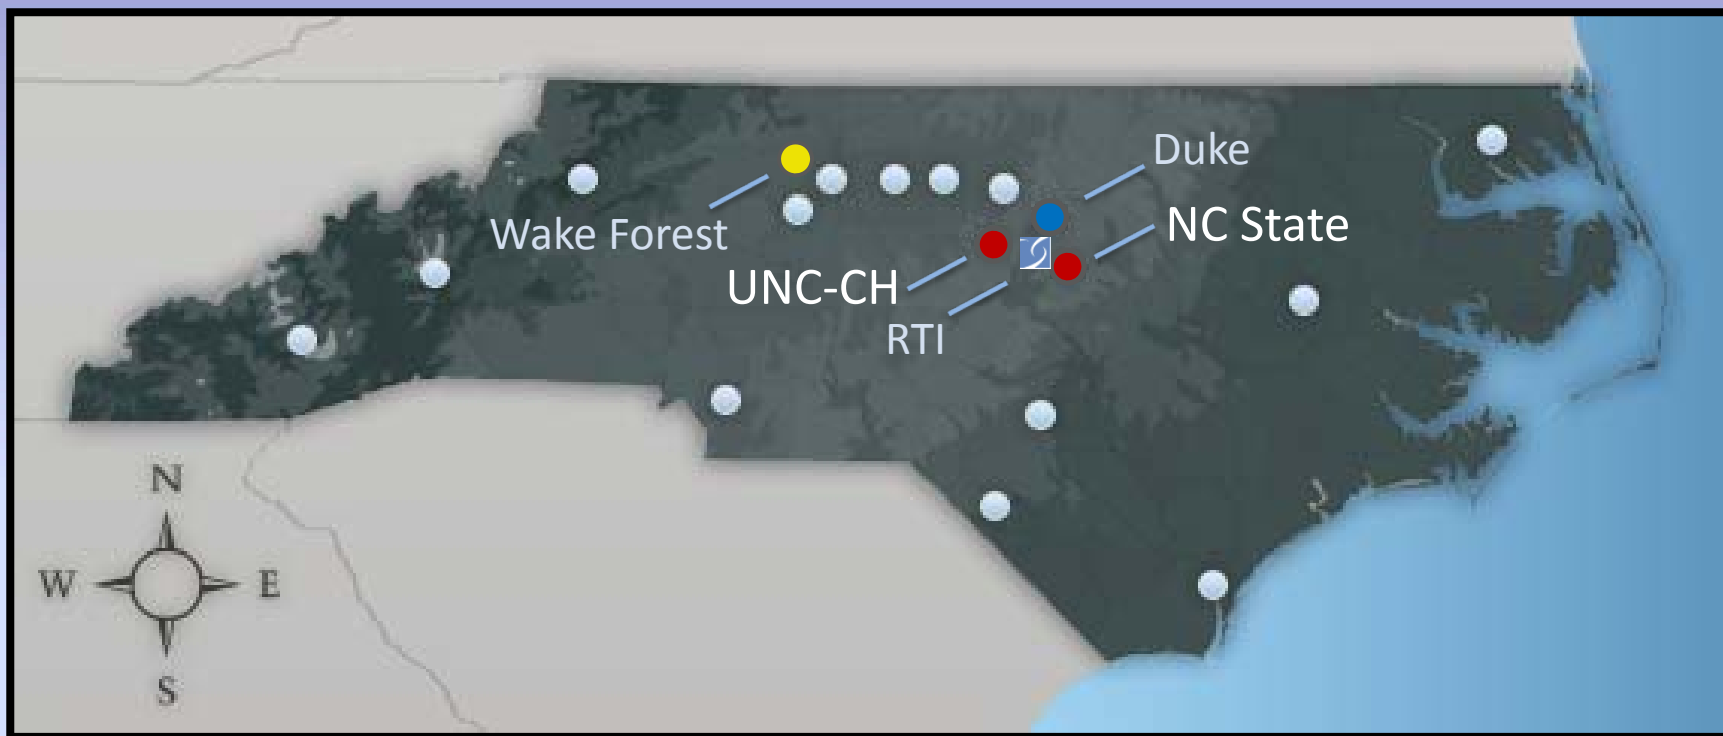 Duke
Wake Forest
NC State
UNC-CH
RTI
N
W
E
S